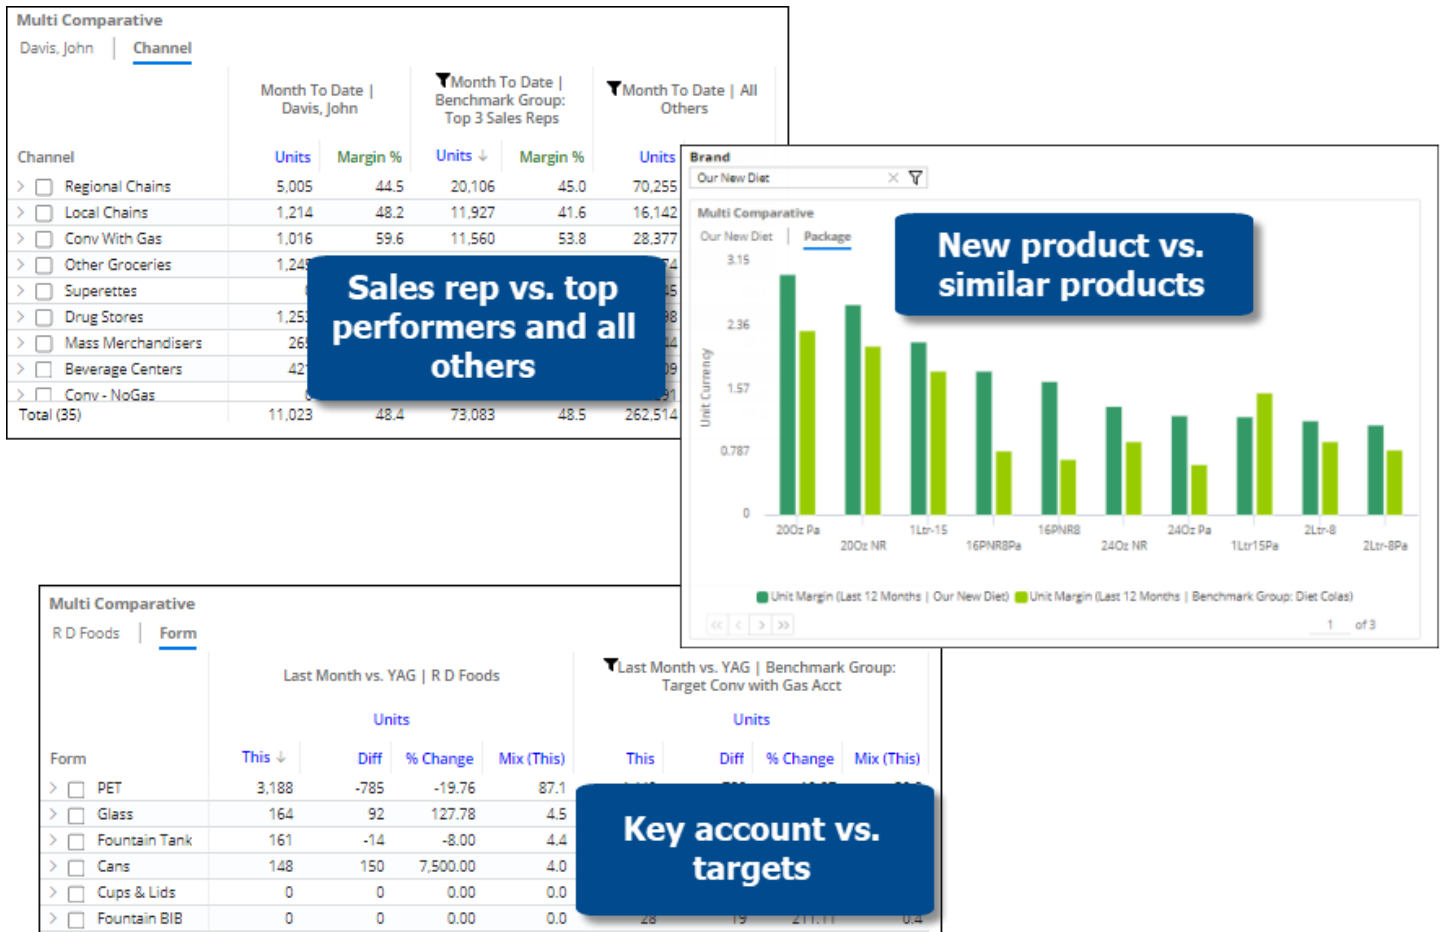 Multi Comparative
Davis, John | Channel
Month To Date |
Davis, John
Month To Date |
Benchmark Group:
Top 3 Sales Reps
Month To Date | All
Others
Channel Units Margin % Units ↓ Margin % Units
> Regional Chains 5,005 44.5 20,106 45.0 70,255
> Local Chains 1,214 48.2 11,927 41.6 16,142
> Conv With Gas 1,016 59.6 11,560 53.8 28,377
> Other Groceries
> Superettes
> Drug Stores
> Mass Merchandisers
> Beverage Centers
> Conv - NoGas
Total (35) 11,023 48.4 73,083 48.5 262,514
Sales rep vs. top
performers and all
others
Brand
Our New Diet
Multi Comparative
Our New Diet | Package
New product vs.
similar products
Unit Currency
3.15
2.36
1.57
0.787
0
20Oz Pa
20Oz NR
1Ltr-15
16PNR8Pa
16PNR8
24Oz NR
24Oz Pa
1Ltr15Pa
2Ltr-8
2Ltr-8Pa
Unit Margin (Last 12 Months | Our New Diet) Unit Margin (Last 12 Months | Benchmark Group: Diet Colas)
<< < > >> 1 of 3
Multi Comparative
R D Foods | Form
Last Month vs. YAG | R D Foods
Last Month vs. YAG | Benchmark Group:
Target Conv with Gas Acct
Units Units
Form This ↓ Diff % Change Mix (This) This Diff % Change Mix (This)
> PET 3,188 -785 -19.76 87.1
> Glass 164 92 127.78 4.5
> Fountain Tank 161 -14 -8.00 4.4
> Cans 148 150 7,500.00 4.0
> Cups & Lids 0 0 0.00 0.0
> Fountain BIB 0 0 0.00 0.0 28 19 211.11 0.4
Key account vs.
targets